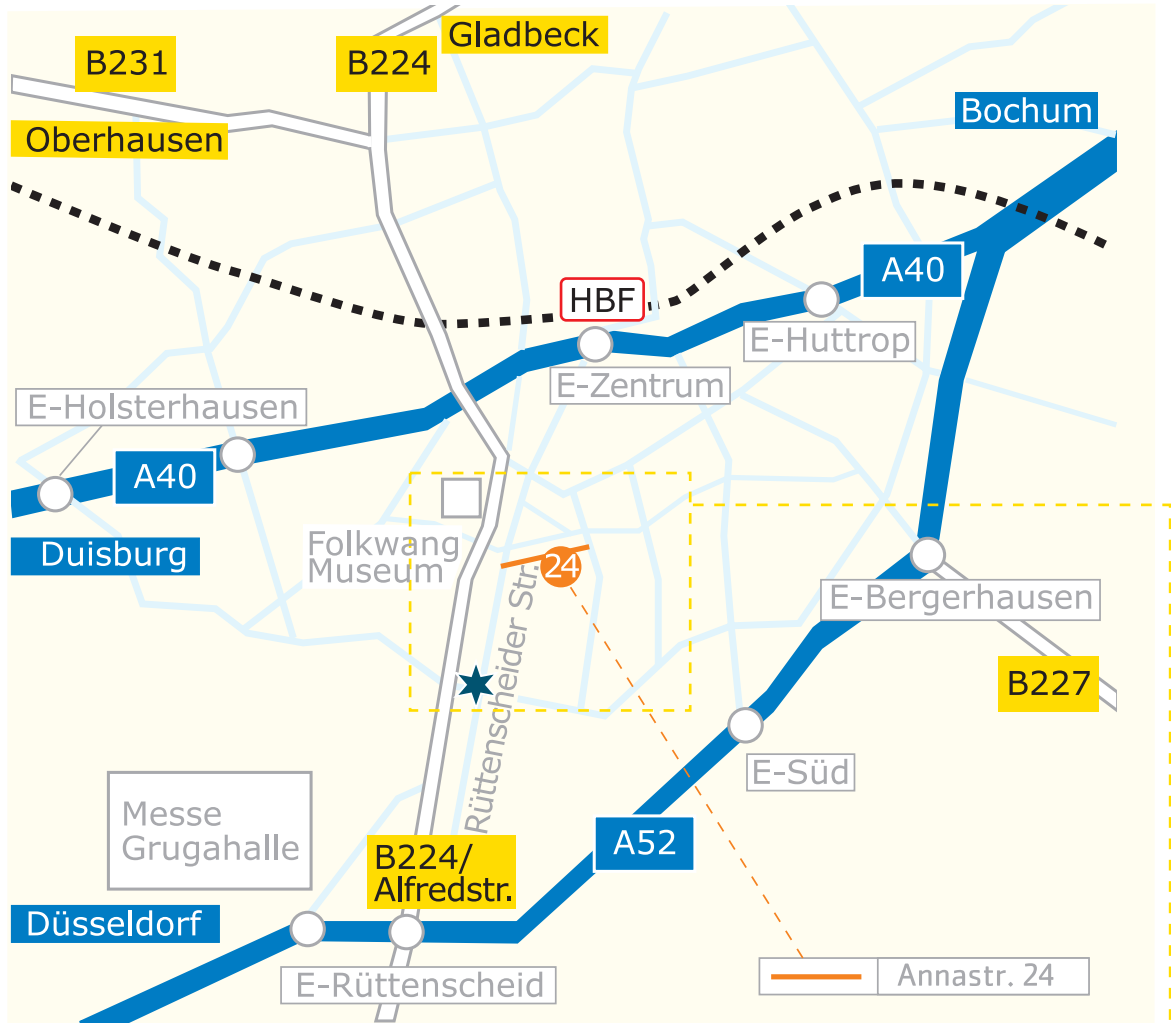 Gladbeck
B231
B224
Bochum
Oberhausen
A40
HBF
E-Huttrop
E-Zentrum
E-Holsterhausen
A40
Duisburg
Folkwang
Museum
24
E-Bergerhausen
Rüttenscheider Str.
B227
E-Süd
Messe
Grugahalle
A52
B224/
Alfredstr.
Düsseldorf
E-Rüttenscheid
Annastr. 24